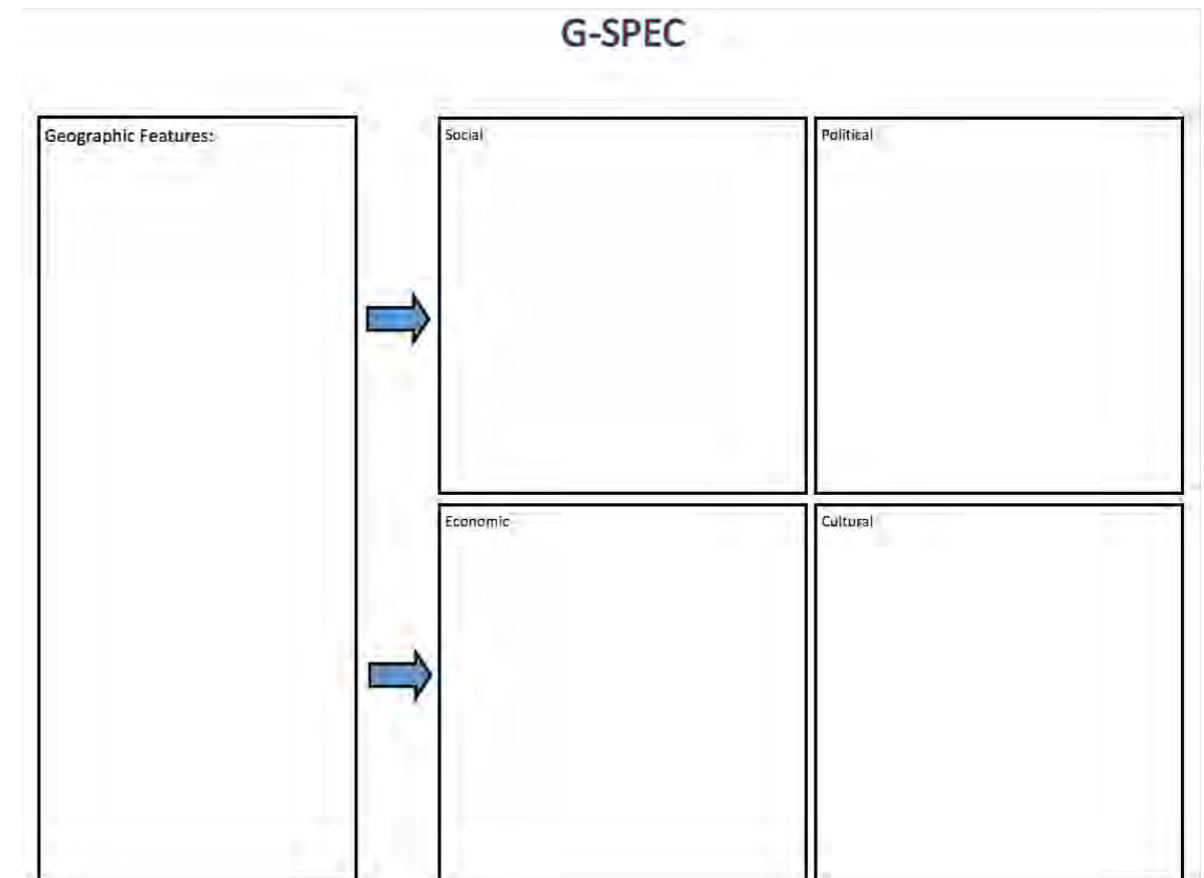 G-SPEC
Geographic Features:
Social
Political
Economic
Cultural